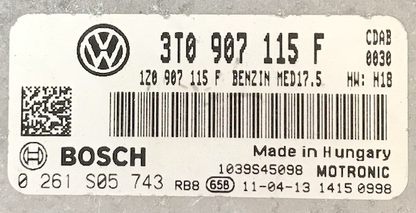 3T0 907 115 F CDAB
0030
1Z0 907 115 F BENZIN MED17.5 HW: H18
BOSCH Made in Hungary
1039S45098 MOTRONIC
0 261 S05 743 RB8 658 11-04-13 1415 0998